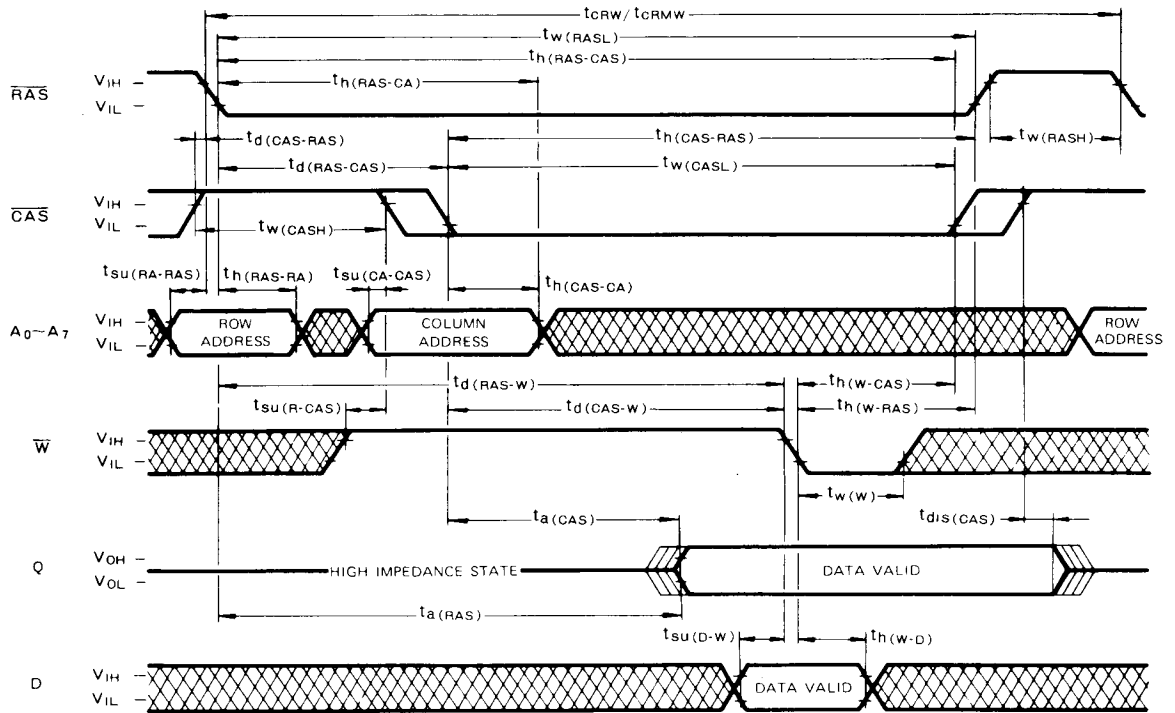 tCRW/tCRMW
tW(RASL)
th(RAS-CAS)
th(RAS-CA)
RAS
VIH
VIL
td(CAS-RAS)
th(CAS-RAS)
tW(RASH)
td(RAS-CAS)
tW(CASL)
CAS
VIH
VIL
tW(CASH)
tsu(RA-RAS)
th(RAS-RA)
tsu(CA-CAS)
th(CAS-CA)
A0~A7
VIH
VIL
ROW
ADDRESS
COLUMN
ADDRESS
ROW
ADDRESS
td(RAS-W)
th(W-CAS)
tsu(R-CAS)
td(CAS-W)
th(W-RAS)
W
VIH
VIL
tW(W)
ta(CAS)
tdis(CAS)
Q
VOH
VOL
HIGH IMPEDANCE STATE
DATA VALID
ta(RAS)
tsu(D-W)
th(W-D)
D
VIH
VIL
DATA VALID